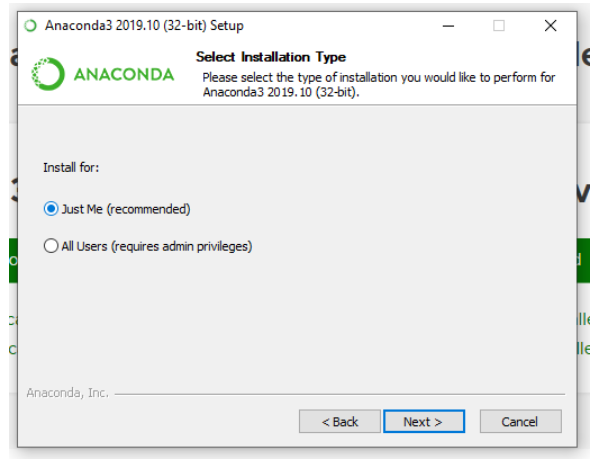 Anaconda3 2019.10 (32-bit) Setup
ANACONDA
Select Installation Type
Please select the type of installation you would like to perform for
Anaconda3 2019.10 (32-bit).
Install for:
Just Me (recommended)
All Users (requires admin privileges)
Anaconda, Inc.
< Back
Next >
Cancel